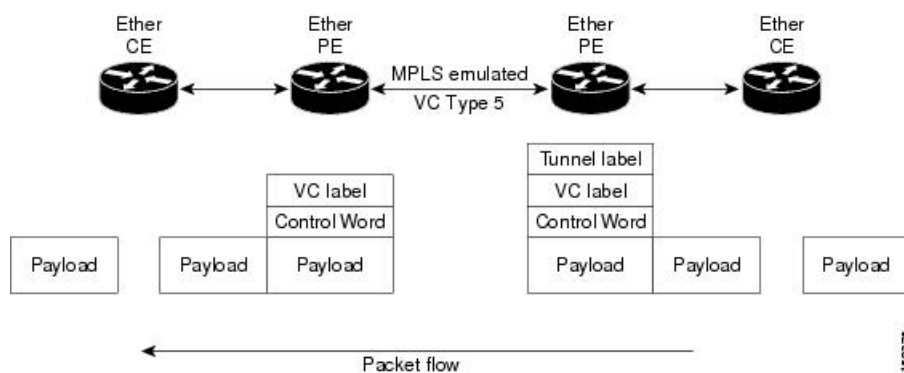 Ether
CE
Ether
PE
Ether
PE
Ether
CE
MPLS emulated
VC Type 5
Tunnel label
VC label
VC label
Control Word
Control Word
Payload
Payload
Payload
Payload
Payload
Payload
Packet flow